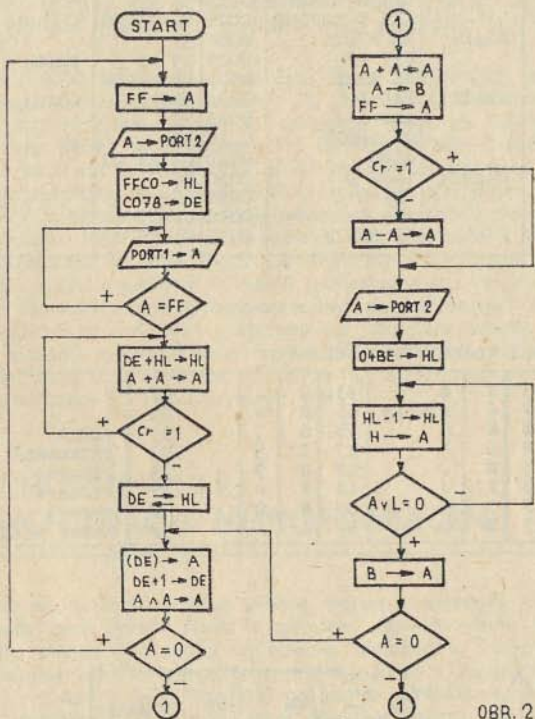 START
FF → A
A → PORT 2
FFC0 → HL
C078 → DE
PORT1 → A
+
A = FF
-
DE + HL → HL
A + A → A
+
Cr = 1
-
DE ⇄ HL
(DE) → A
DE+1 → DE
A ∧ A → A
+
A = 0
-
1
1
A + A → A
A → B
FF → A
+
Cr = 1
-
A - A → A
A → PORT 2
04BE → HL
HL - 1 → HL
H → A
A ∨ L = 0
-
+
B → A
+
A = 0
-
1
OBR. 2